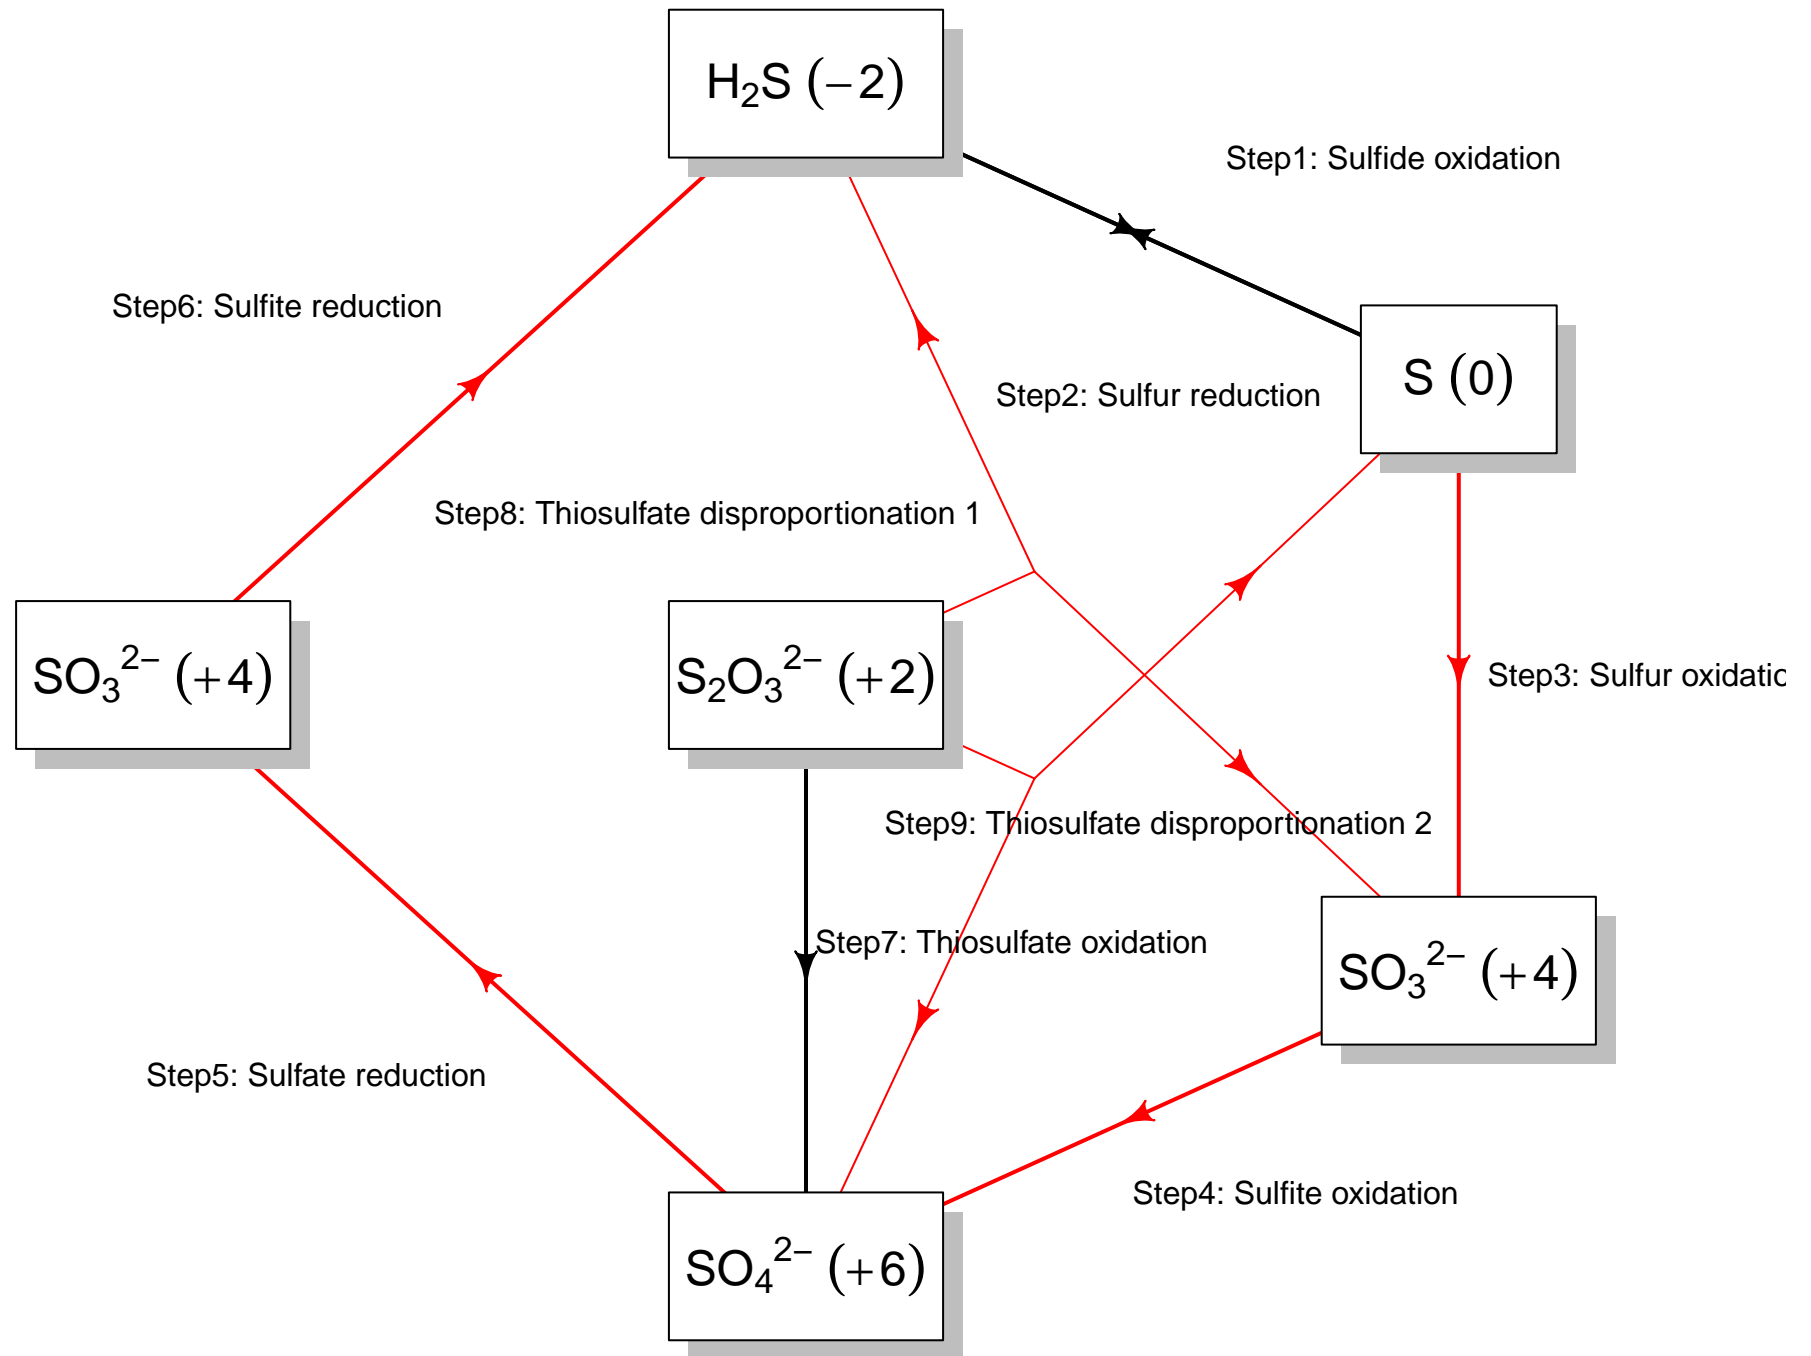 H₂S (−2)
Step1: Sulfide oxidation
Step6: Sulfite reduction
S (0)
Step2: Sulfur reduction
Step8: Thiosulfate disproportionation 1
SO₃²⁻ (+4)
S₂O₃²⁻ (+2)
Step3: Sulfur oxidatio
Step9: Thiosulfate disproportionation 2
Step7: Thiosulfate oxidation
SO₃²⁻ (+4)
Step5: Sulfate reduction
Step4: Sulfite oxidation
SO₄²⁻ (+6)